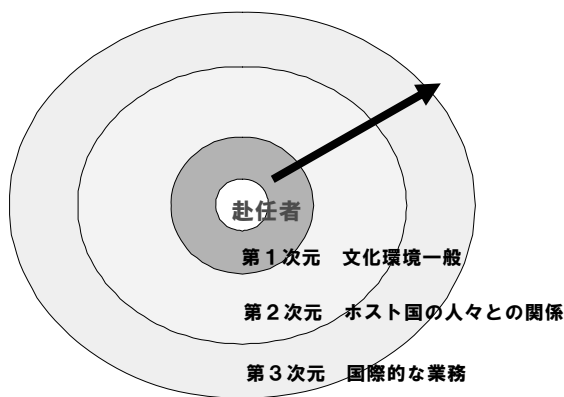 赴任者
第１次元　文化環境一般
第２次元　ホスト国の人々との関係
第３次元　国際的な業務